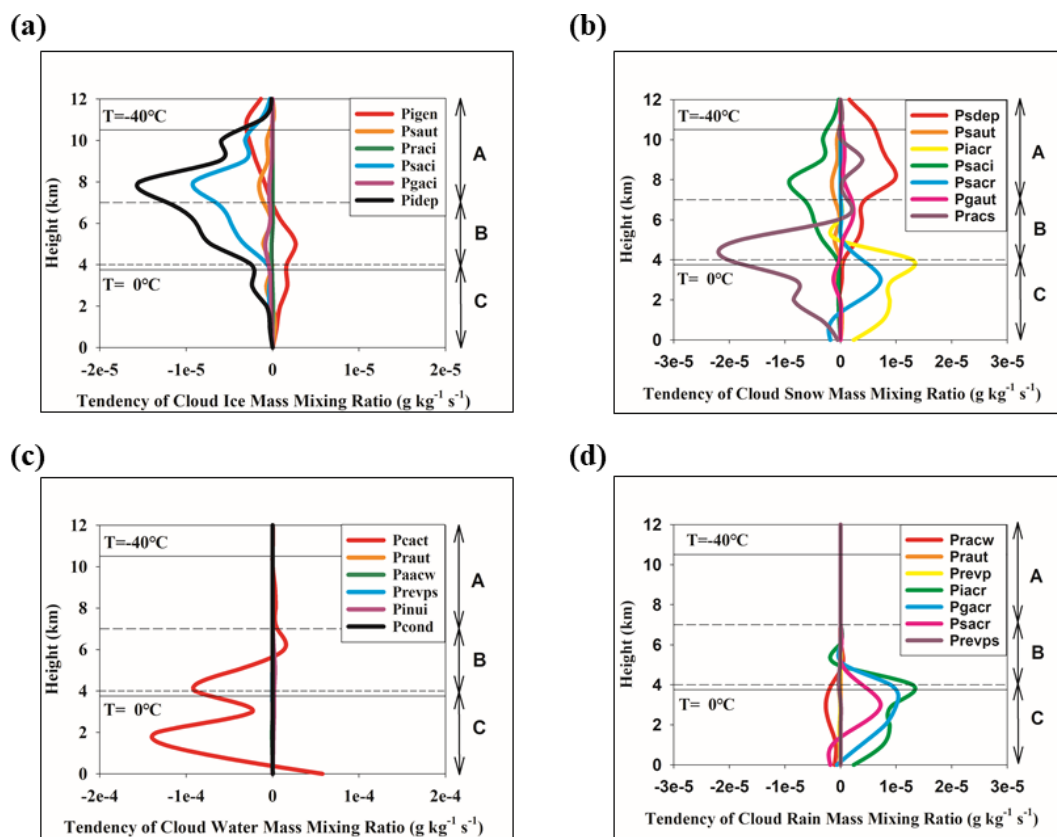 (a)
12
10
8
6
4
2
0
Height (km)
T=-40°C
T= 0°C
Pigen
Psaut
Praci
Psaci
Pgaci
Pidep
A
B
C
-2e-5 -1e-5 0 1e-5 2e-5
Tendency of Cloud Ice Mass Mixing Ratio (g kg⁻¹ s⁻¹)
(b)
12
10
8
6
4
2
0
Height (km)
T=-40°C
T= 0°C
Psdep
Psaut
Piacr
Psaci
Psacr
Pgaut
Pracs
A
B
C
-3e-5 -2e-5 -1e-5 0 1e-5 2e-5 3e-5
Tendency of Cloud Snow Mass Mixing Ratio (g kg⁻¹ s⁻¹)
(c)
12
10
8
6
4
2
0
Height (km)
T=-40°C
T= 0°C
Pcact
Praut
Paacw
Prevps
Pinui
Pcond
A
B
C
-2e-4 -1e-4 0 1e-4 2e-4
Tendency of Cloud Water Mass Mixing Ratio (g kg⁻¹ s⁻¹)
(d)
12
10
8
6
4
2
0
Height (km)
T=-40°C
T= 0°C
Pracw
Praut
Prevp
Piacr
Pgacr
Psacr
Prevps
A
B
C
-3e-5 -2e-5 -1e-5 0 1e-5 2e-5 3e-5
Tendency of Cloud Rain Mass Mixing Ratio (g kg⁻¹ s⁻¹)